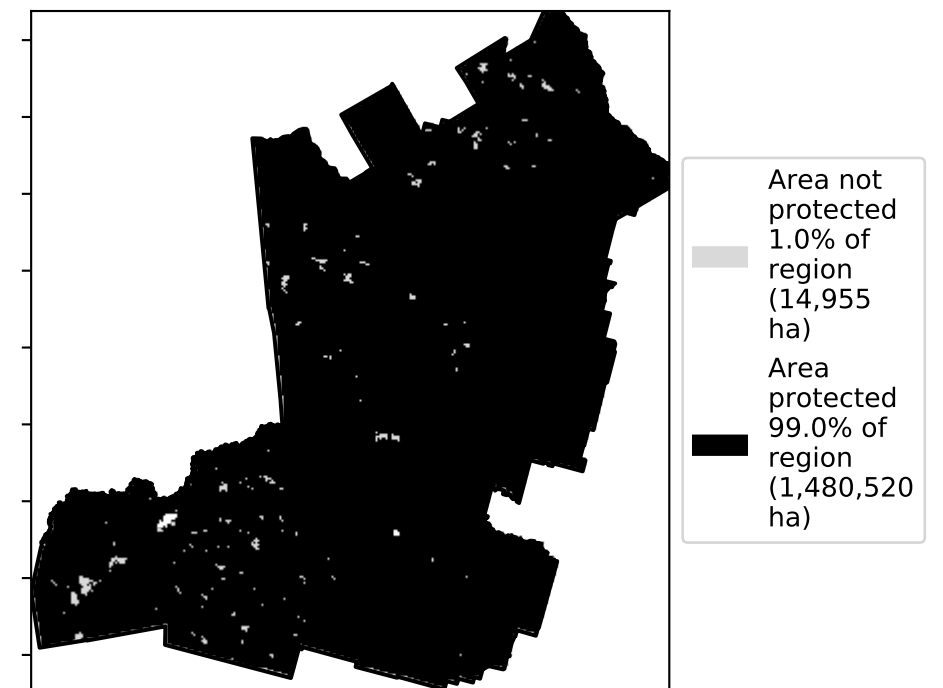 Area not
protected
1.0% of
region
(14,955
ha)
Area
protected
99.0% of
region
(1,480,520
ha)